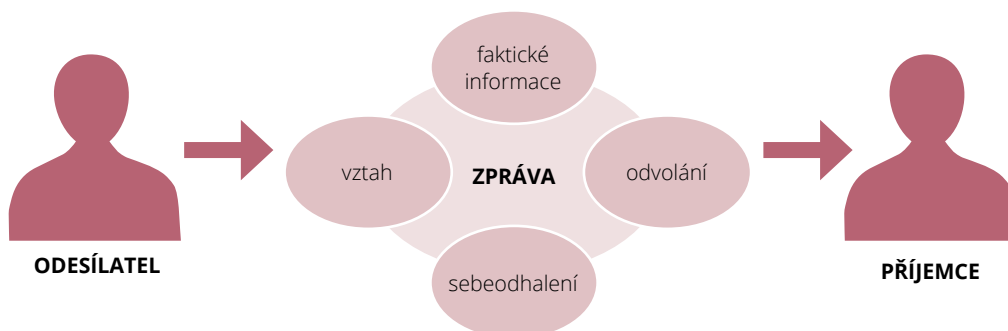 faktické
informace
vztah
ZPRÁVA
odvolání
sebeodhalení
ODESÍLATEL
PŘÍJEMCE